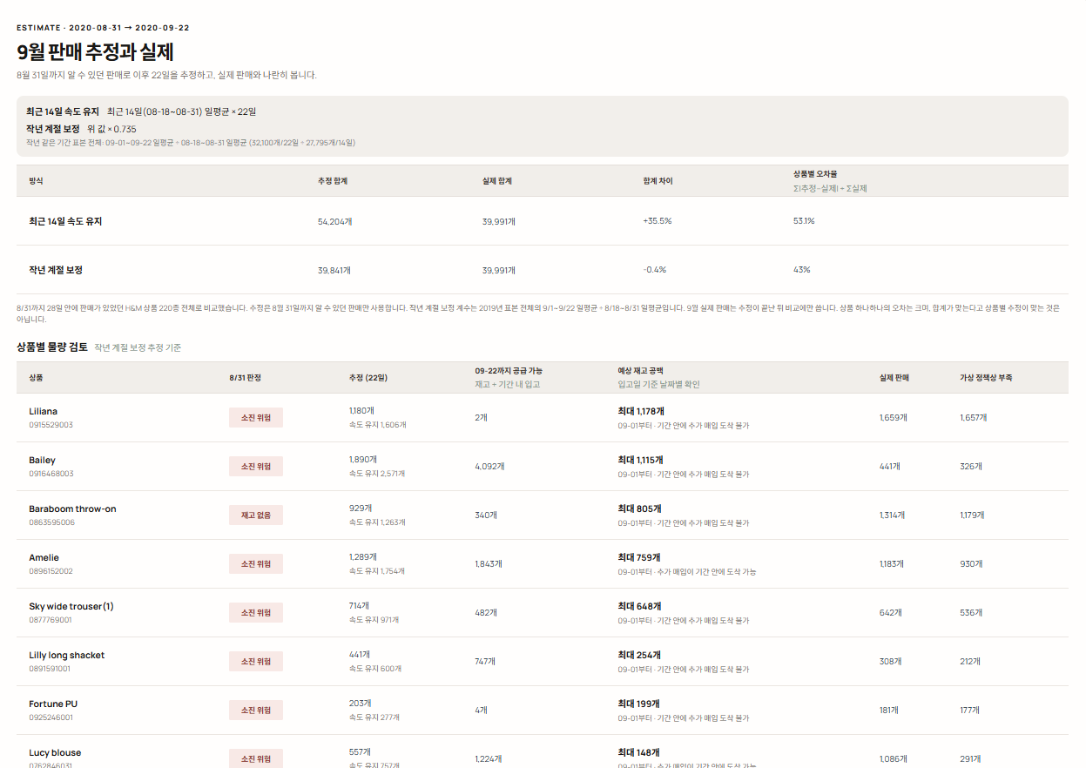 ESTIMATE · 2020-08-31 → 2020-09-22
9월 판매 추정과 실제
8월 31일까지 알 수 있던 판매로 이후 22일을 추정하고, 실제 판매와 나란히 봅니다.
최근 14일 속도 유지 최근 14일(08-18~08-31) 일평균 × 22일
작년 계절 보정 위 값 × 0.735
작년 같은 기간 표본 전체: 09-01~09-22 일평균 ÷ 08-18~08-31 일평균 (32,100개/22일 ÷ 27,795개/14일)
방식 추정 합계 실제 합계 합계 차이 상품별 오차율
Σ|추정-실제| ÷ Σ실제
최근 14일 속도 유지 54,204개 39,991개 +35.5% 53.1%
작년 계절 보정 39,841개 39,991개 -0.4% 43%
8/31까지 28일 안에 판매가 있었던 H&M 상품 220종 전체로 비교했습니다. 추정은 8월 31일까지 알 수 있던 판매만 사용합니다. 작년 계절 보정 계수는 2019년 표본 전체의 9/1~9/22 일평균 ÷ 8/18~8/31 일평균입니다. 9월 실제 판매는 추정이 끝난 뒤 비교에만 씁니다. 상품 하나하나의 오차는 크며, 합계가 맞는다고 상품별 추정이 맞는 것은
아닙니다.
상품별 물량 검토 작년 계절 보정 추정 기준
상품 8/31 판정 추정 (22일) 09-22까지 공급 가능 예상 재고 공백 실제 판매 가상 정책상 부족
재고 + 기간 내 입고 입고일 기준 날짜별 확인
Liliana 소진 위험 1,180개 2개 최대 1,178개 1,659개 1,657개
0915529003 속도 유지 1,606개 09-01부터 · 기간 안에 추가 매입 도착 불가
Bailey 소진 위험 1,890개 4,092개 최대 1,115개 441개 326개
0916468003 속도 유지 2,571개 09-01부터 · 기간 안에 추가 매입 도착 불가
Baraboom throw-on 재고 없음 929개 340개 최대 805개 1,314개 1,179개
0863595006 속도 유지 1,263개 09-01부터 · 기간 안에 추가 매입 도착 불가
Amelie 소진 위험 1,289개 1,843개 최대 759개 1,183개 930개
0896152002 속도 유지 1,754개 09-01부터 · 추가 매입이 기간 안에 도착 가능
Sky wide trouser(1) 소진 위험 714개 482개 최대 648개 642개 536개
0877769001 속도 유지 971개 09-01부터 · 기간 안에 추가 매입 도착 불가
Lilly long shacket 소진 위험 441개 747개 최대 254개 308개 212개
0891591001 속도 유지 600개 09-01부터 · 기간 안에 추가 매입 도착 불가
Fortune PU 소진 위험 203개 4개 최대 199개 181개 177개
0925246001 속도 유지 277개 09-01부터 · 기간 안에 추가 매입 도착 불가
Lucy blouse 소진 위험 557개 1,224개 최대 148개 1,086개 291개
0762846031 속도 유지 757개 09-01부터 · 기간 안에 추가 매입 도착 불가